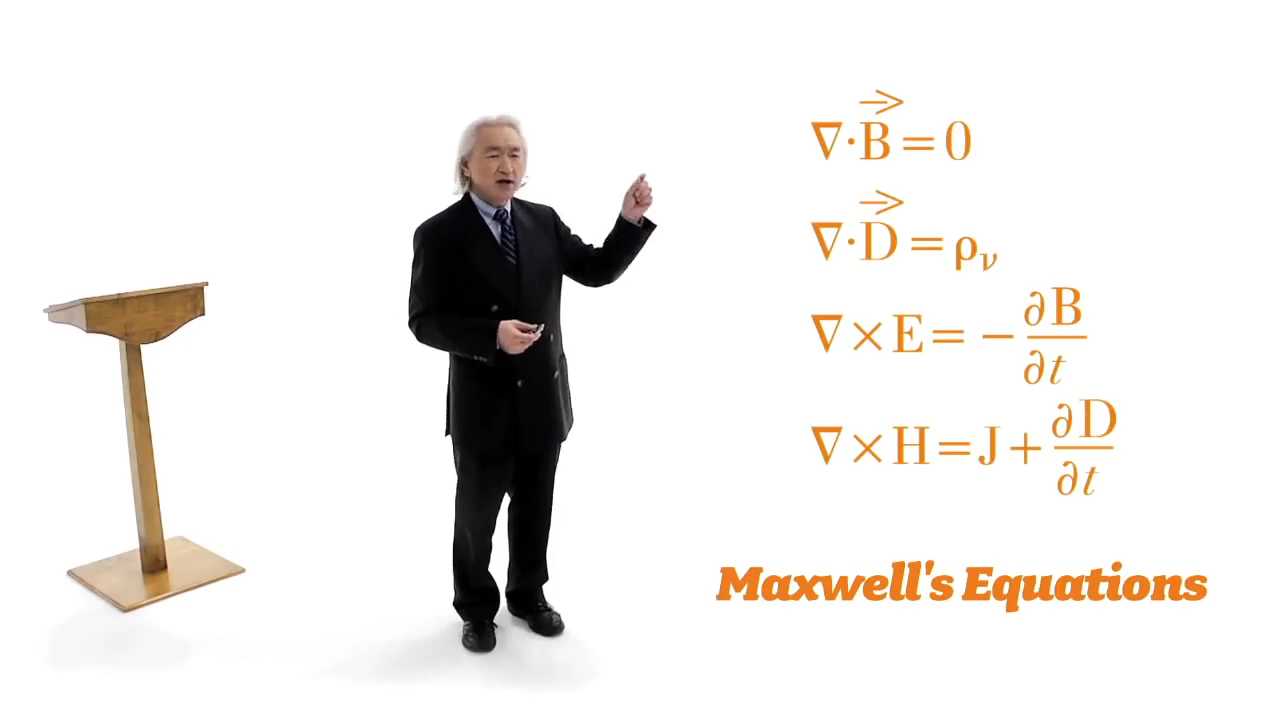 ∇·B⃗ = 0
∇·D⃗ = ρᵥ
∇×E = −∂B/∂t
∇×H = J + ∂D/∂t
Maxwell's Equations